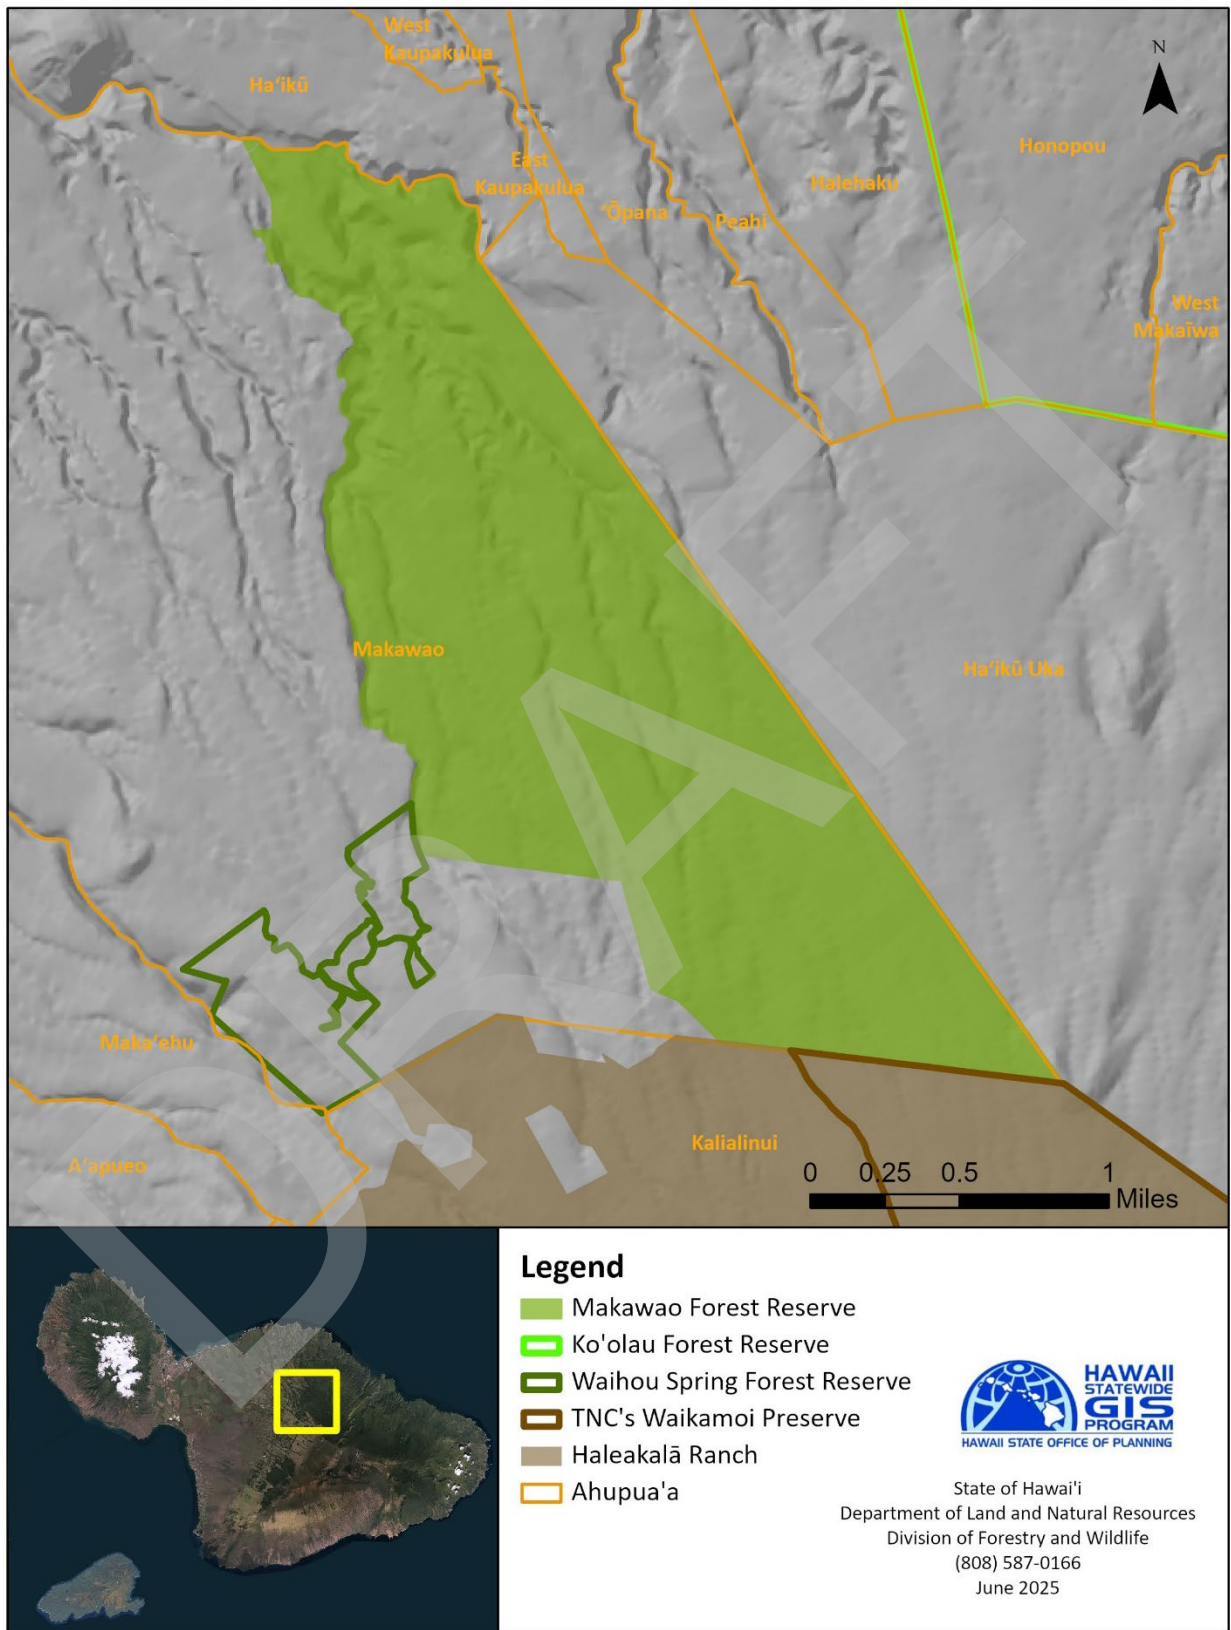 West
Kaupakulua
Haʻikū
N
Honopou
East
Kaupakulua
Halehaku
ʻŌpana
Peahi
West
Makaīwa
Makawao
Haʻikū Uka
Makaʻehu
Kalialinui
Aʻapueo
0 0.25 0.5 1
Miles
DRAFT
Legend
Makawao Forest Reserve
Ko'olau Forest Reserve
Waihou Spring Forest Reserve
TNC's Waikamoi Preserve
Haleakalā Ranch
Ahupua'a
HAWAII
STATEWIDE
GIS
PROGRAM
HAWAII STATE OFFICE OF PLANNING
State of Hawai'i
Department of Land and Natural Resources
Division of Forestry and Wildlife
(808) 587-0166
June 2025